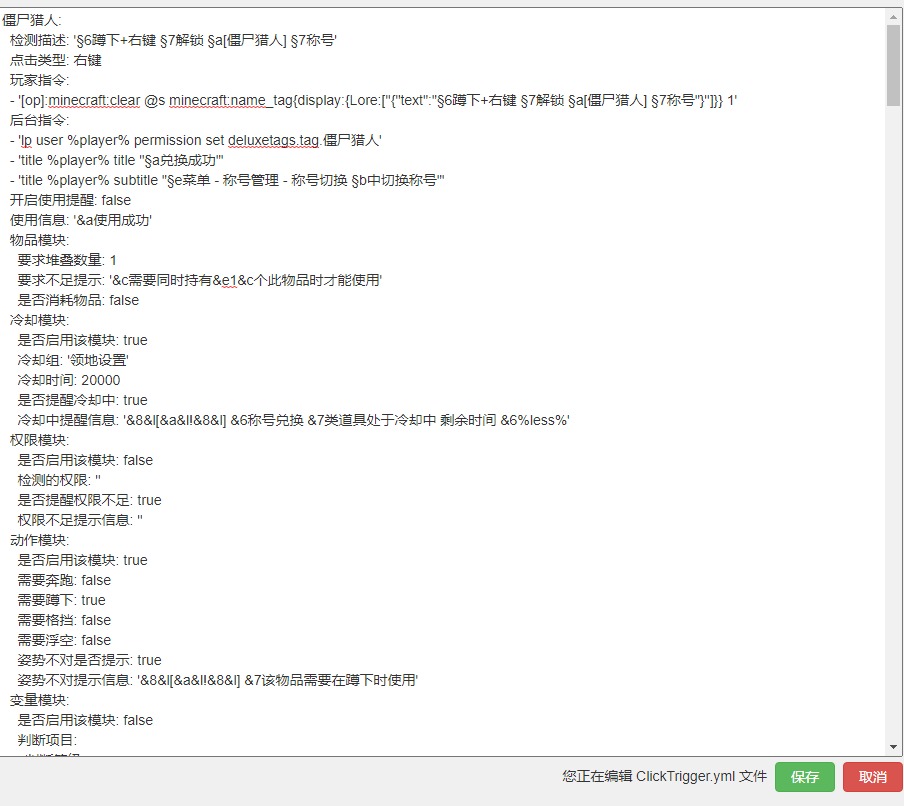 僵尸猎人:
检测描述: '§6蹲下+右键 §7解锁 §a[僵尸猎人] §7称号'
点击类型: 右键
玩家指令:
- '[op]:minecraft:clear @s minecraft:name_tag{display:{Lore:["{"text":"§6蹲下+右键 §7解锁 §a[僵尸猎人] §7称号"}"]}} 1'
后台指令:
- 'lp user %player% permission set deluxetags.tag.僵尸猎人'
- 'title %player% title "§a兑换成功"'
- 'title %player% subtitle "§e菜单 - 称号管理 - 称号切换 §b中切换称号"'
开启使用提醒: false
使用信息: '&a使用成功'
物品模块:
要求堆叠数量: 1
要求不足提示: '&c需要同时持有&e1&c个此物品时才能使用'
是否消耗物品: false
冷却模块:
是否启用该模块: true
冷却组: '领地设置'
冷却时间: 20000
是否提醒冷却中: true
冷却中提醒信息: '&8&l[&a&l!&8&l] &6称号兑换 &7类道具处于冷却中 剩余时间 &6%less%'
权限模块:
是否启用该模块: false
检测的权限: ''
是否提醒权限不足: true
权限不足提示信息: ''
动作模块:
是否启用该模块: true
需要奔跑: false
需要蹲下: true
需要格挡: false
需要浮空: false
姿势不对是否提示: true
姿势不对提示信息: '&8&l[&a&l!&8&l] &7该物品需要在蹲下时使用'
变量模块:
是否启用该模块: false
判断项目:
您正在编辑 ClickTrigger.yml 文件 保存 取消